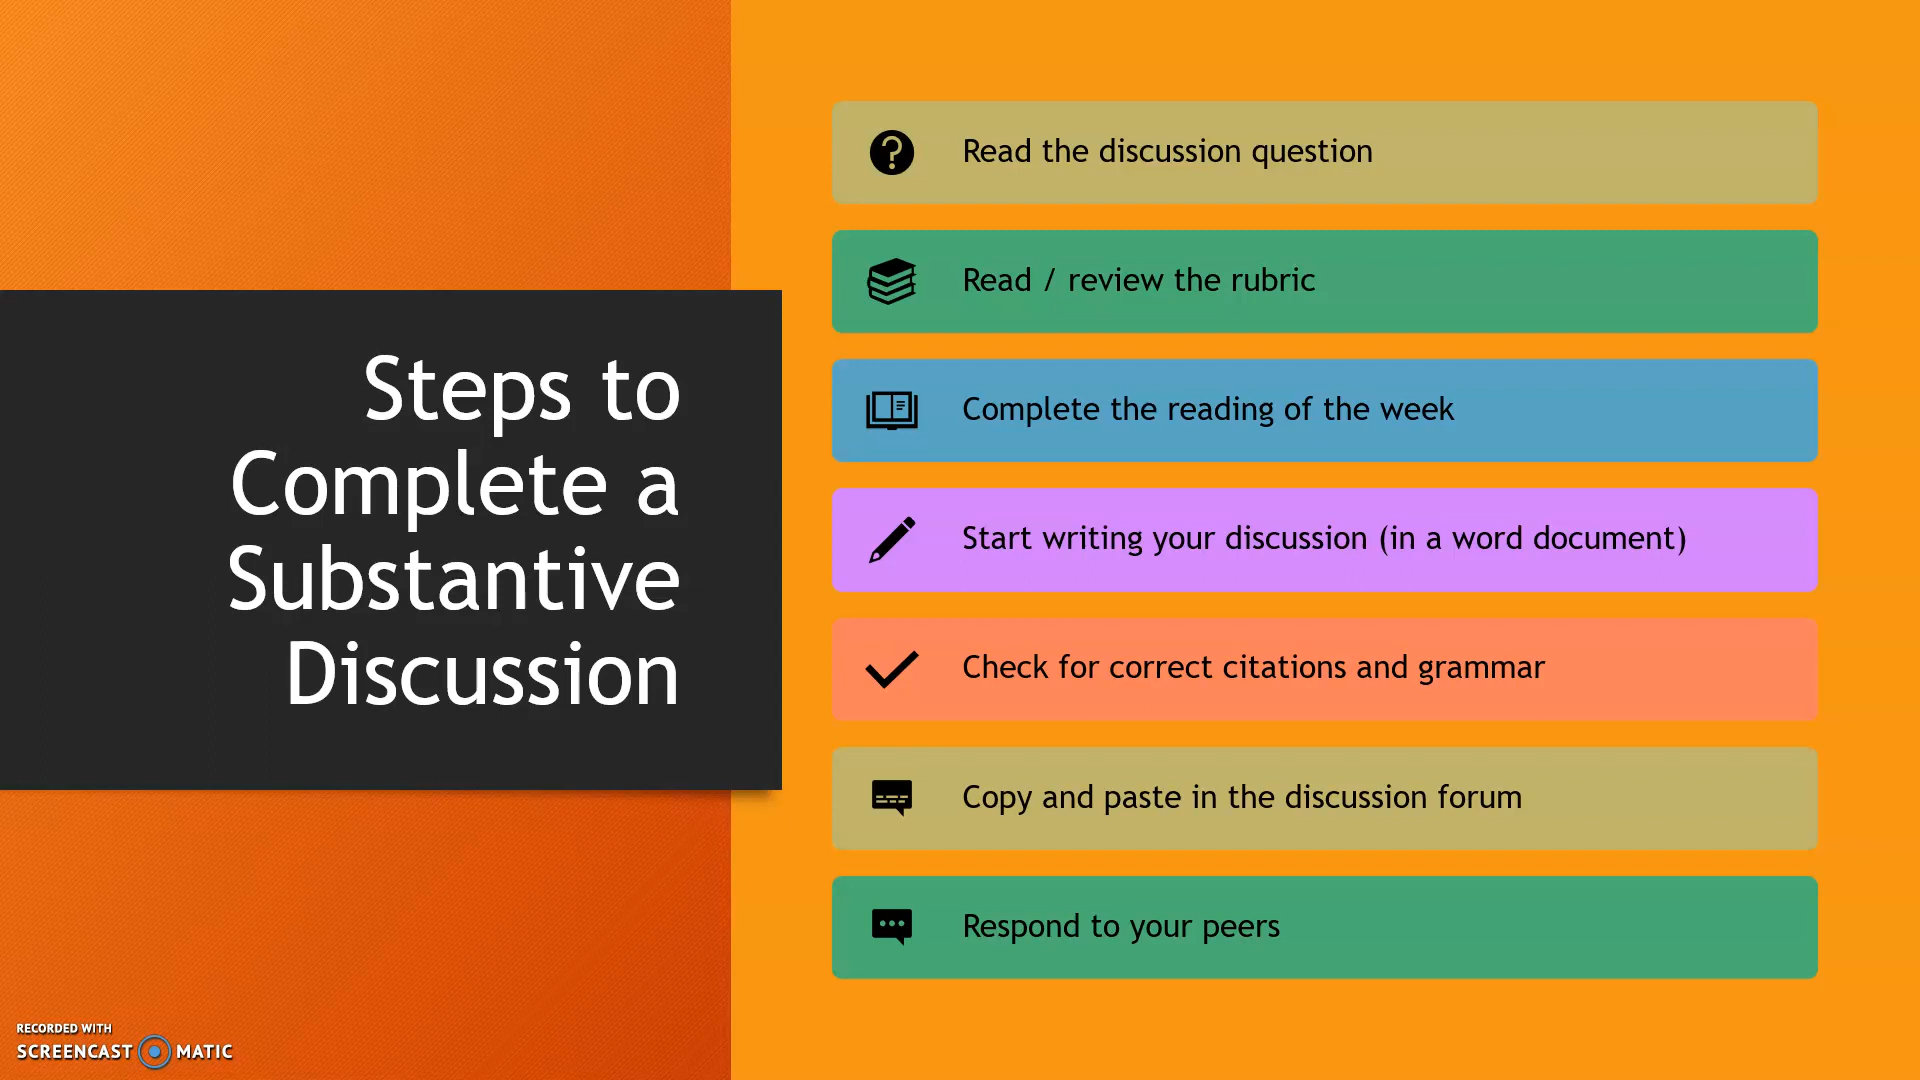 Steps to
Complete a
Substantive
Discussion
Read the discussion question
Read / review the rubric
Complete the reading of the week
Start writing your discussion (in a word document)
Check for correct citations and grammar
Copy and paste in the discussion forum
Respond to your peers
RECORDED WITH
SCREENCAST MATIC